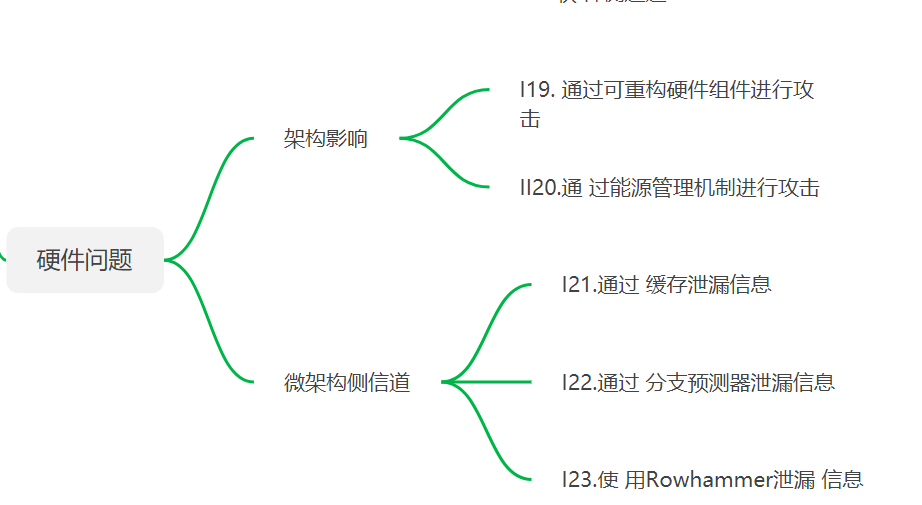 I19. 通过可重构硬件组件进行攻
击
架构影响
II20.通 过能源管理机制进行攻击
硬件问题
I21.通过 缓存泄漏信息
微架构侧信道
I22.通过 分支预测器泄漏信息
I23.使 用Rowhammer泄漏 信息